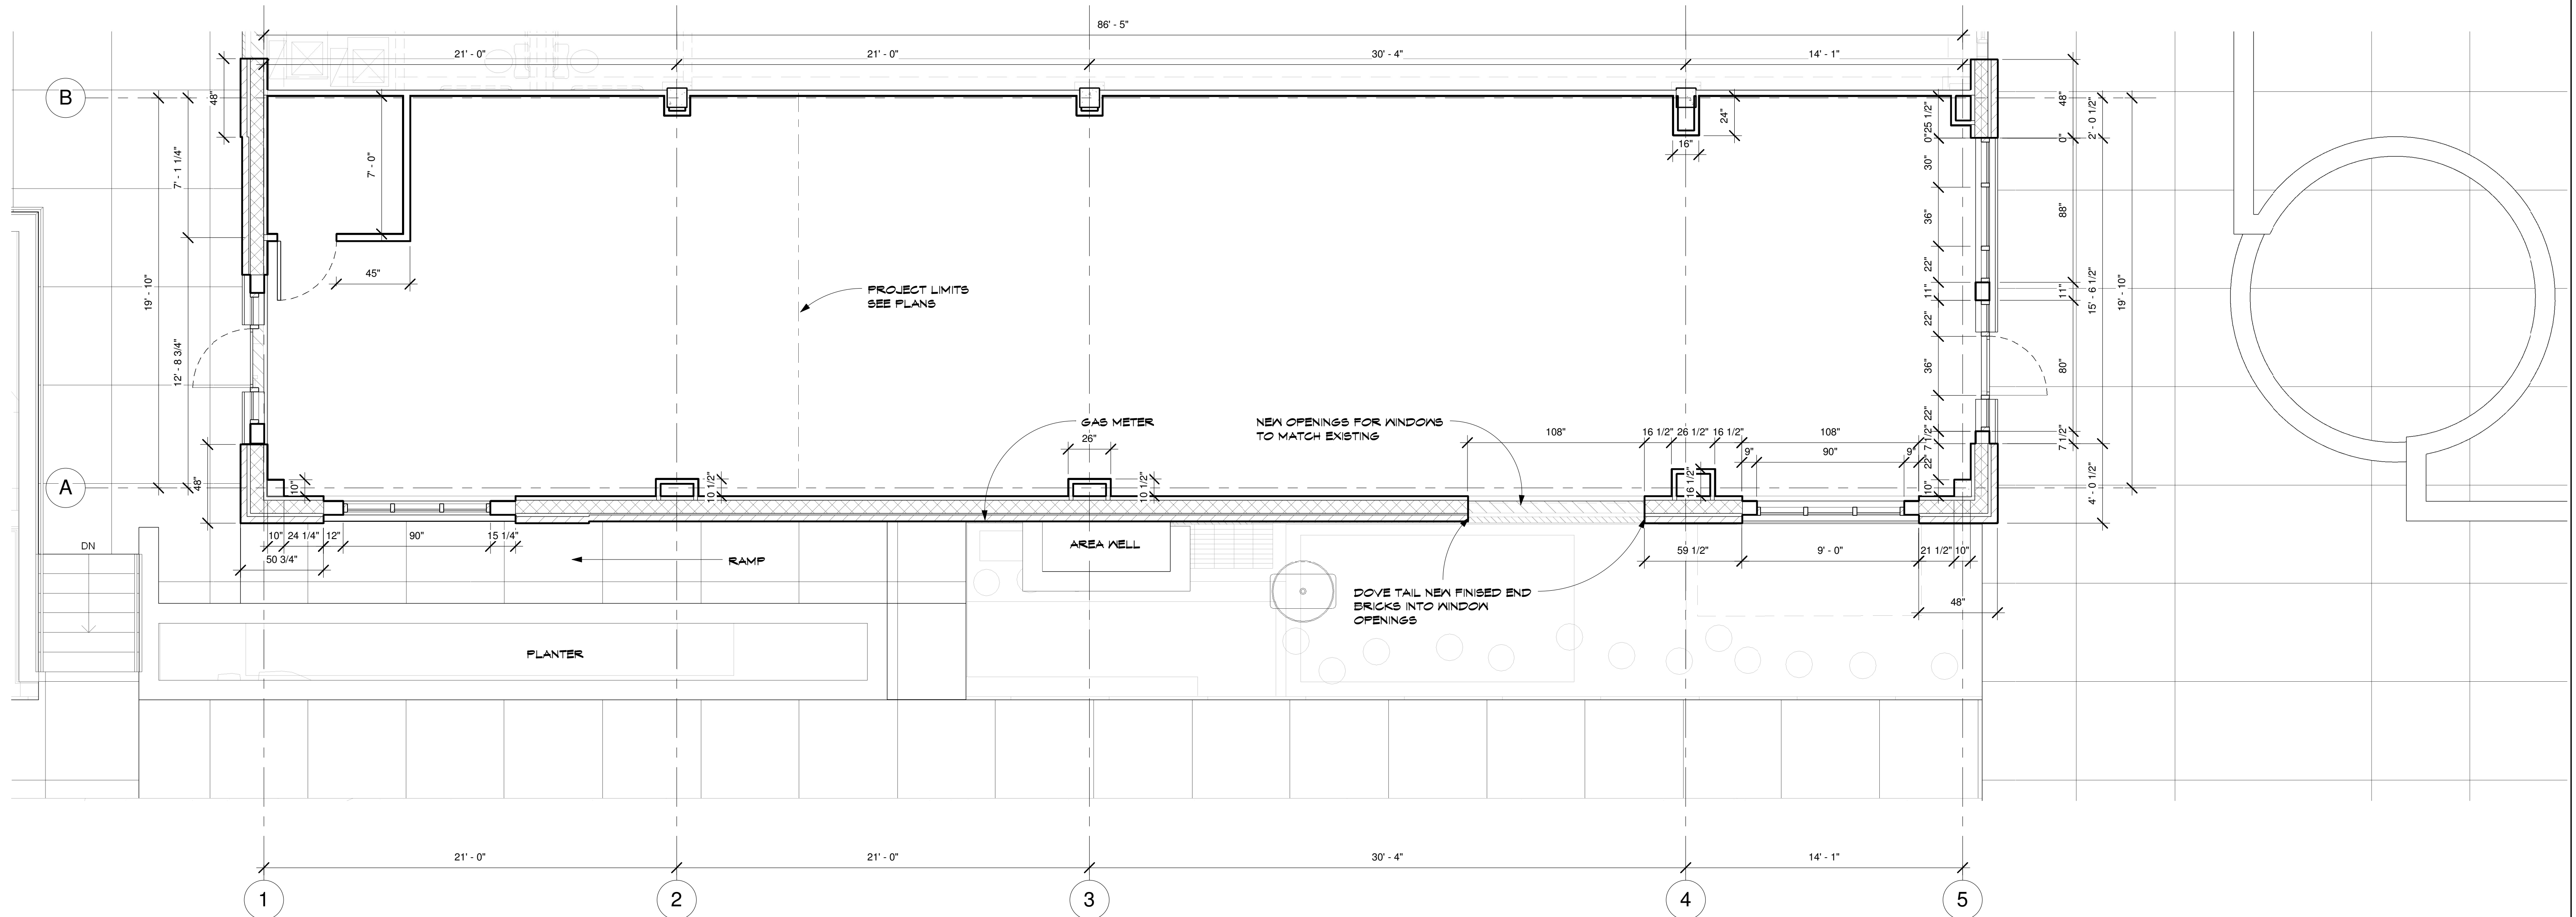 86' - 5"
21' - 0"
21' - 0"
30' - 4"
14' - 1"
B
48"
7' - 1 1/4"
7' - 0"
45"
19' - 10"
12' - 8 3/4"
A
48"
10"
PROJECT LIMITS
SEE PLANS
24"
16"
48"
25 1/2"
0"
30"
36"
22"
11"
22"
36"
22"
7 1/2"
22"
10"
0"
88"
11"
80"
7 1/2"
2' - 0 1/2"
15' - 6 1/2"
4' - 0 1/2"
19' - 10"
GAS METER
26"
10 1/2"
10 1/2"
NEW OPENINGS FOR WINDOWS
TO MATCH EXISTING
108"
16 1/2"
26 1/2"
16 1/2"
108"
9"
90"
9"
16 1/2"
10"
24 1/4"
12"
90"
15 1/4"
50 3/4"
RAMP
AREA WELL
59 1/2"
9' - 0"
21 1/2"
10"
48"
DN
DOVE TAIL NEW FINISED END
BRICKS INTO WINDOW
OPENINGS
PLANTER
21' - 0"
21' - 0"
30' - 4"
14' - 1"
1
2
3
4
5